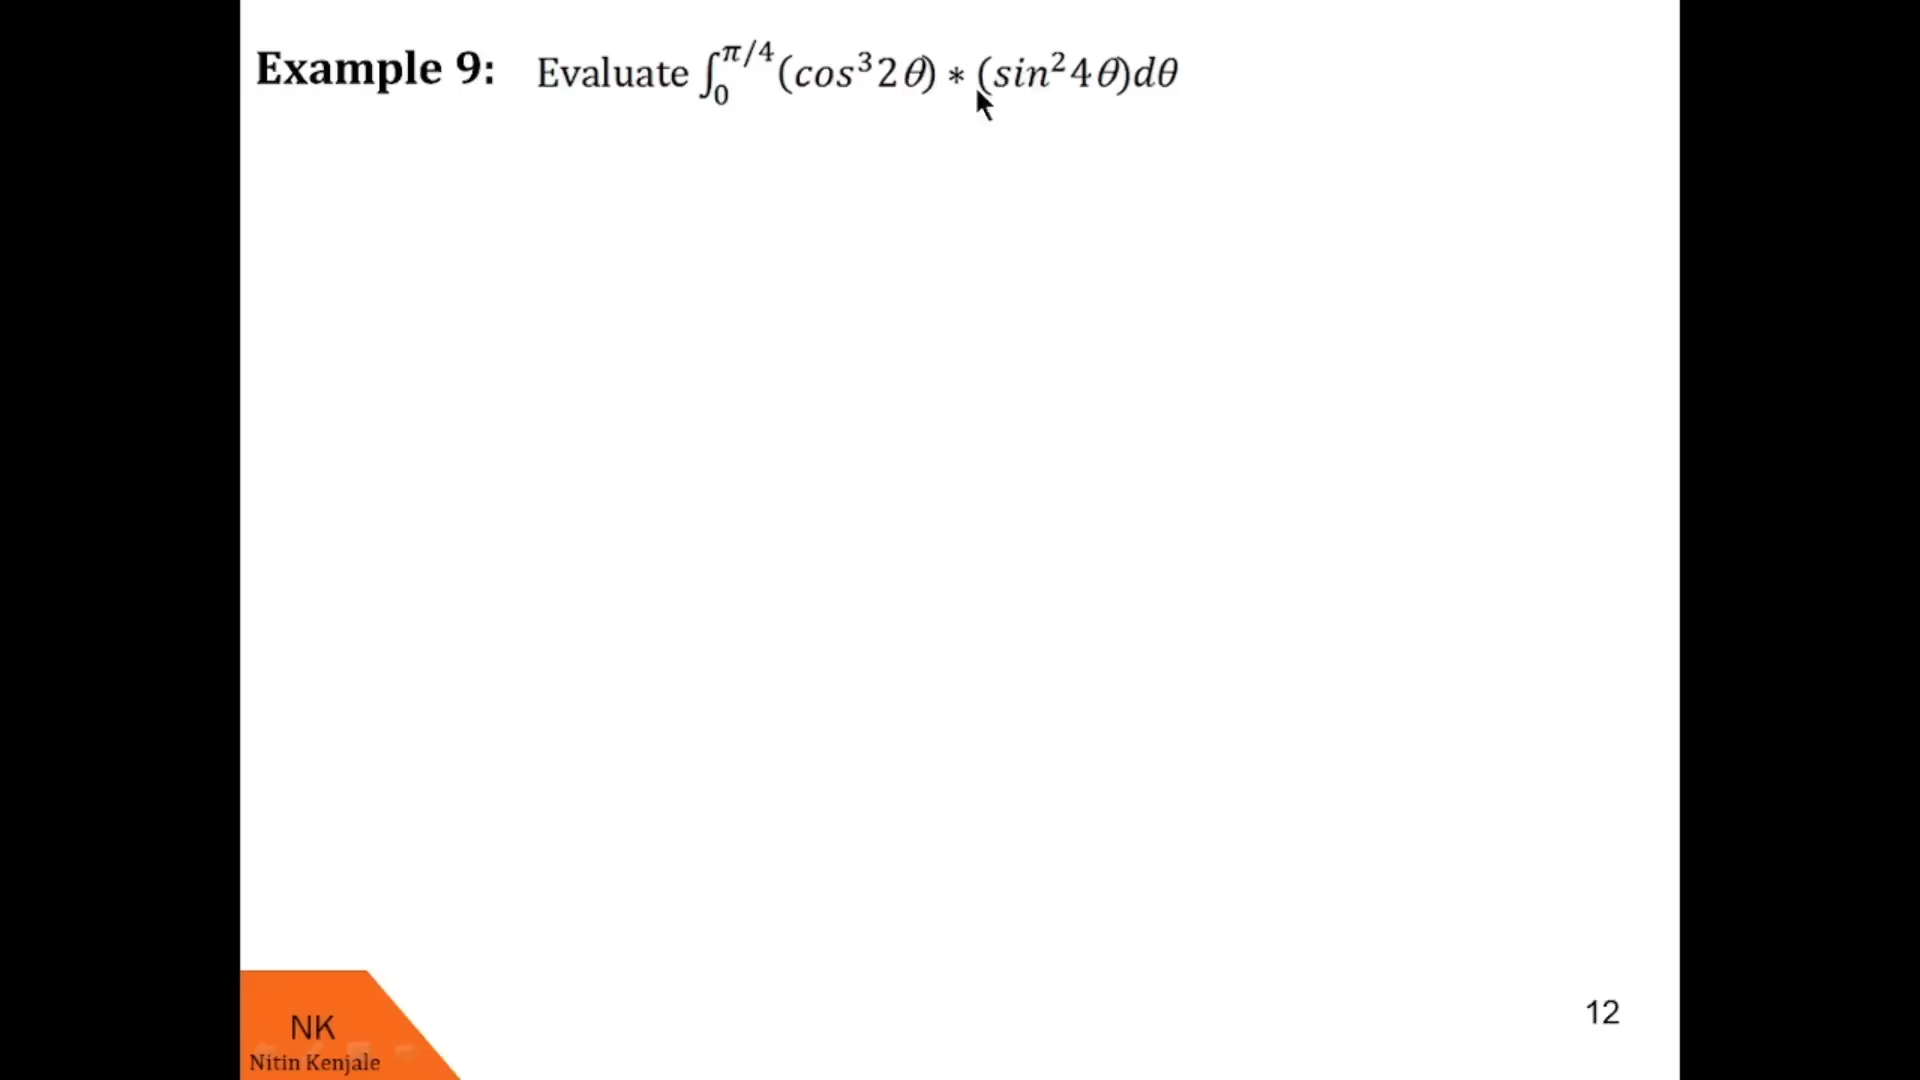 Example 9: Evaluate ∫₀^{π/4}(cos³2θ) * (sin²4θ)dθ
NK
Nitin Kenjale
12